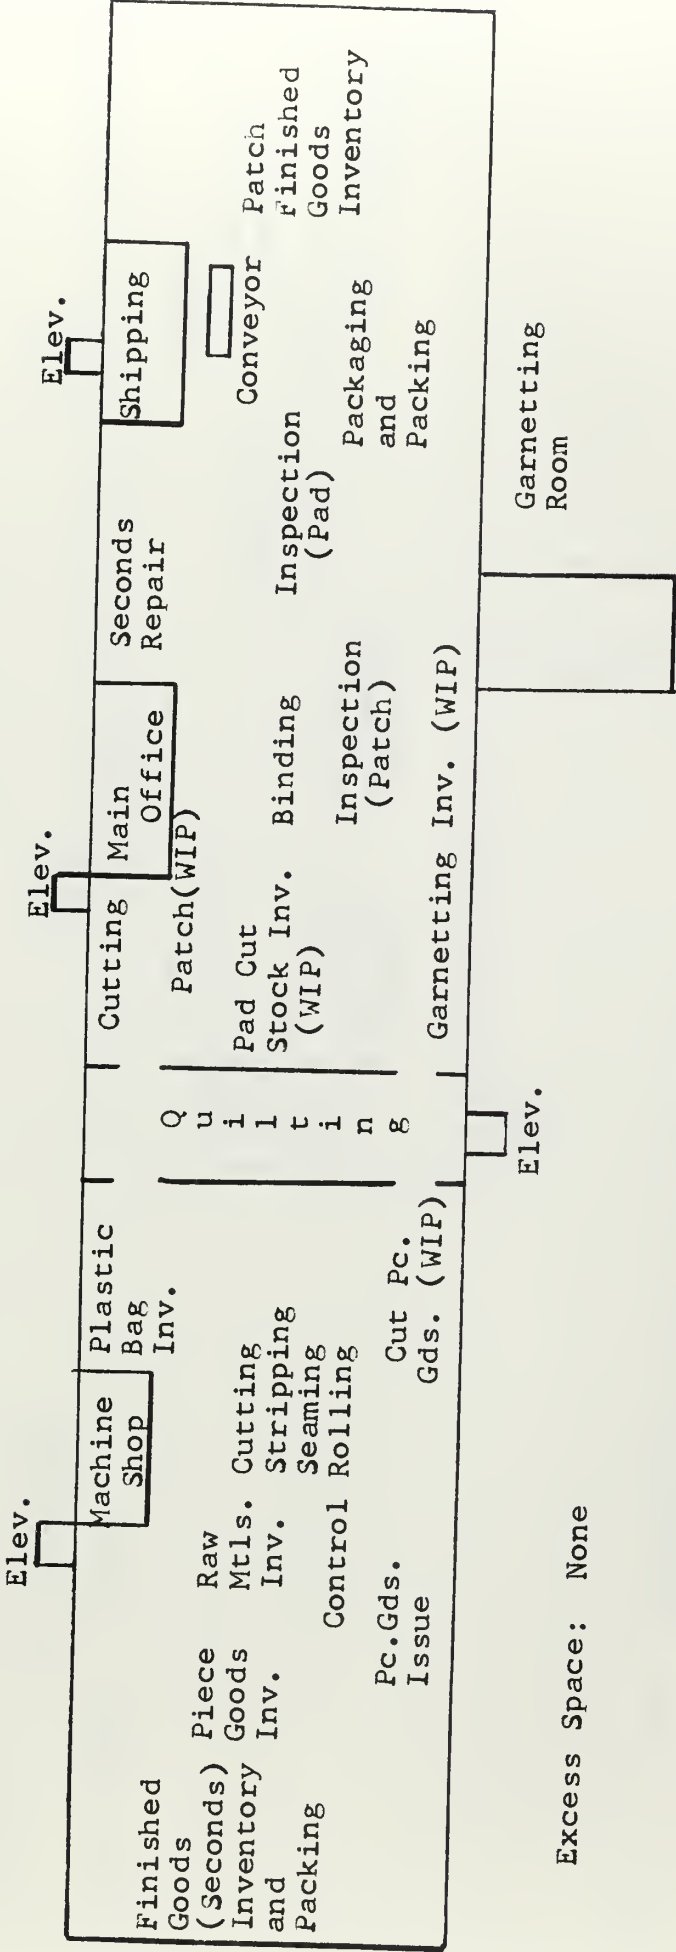 Elev.
Elev.
Elev.
Machine
Shop
Plastic
Bag
Inv.
Cutting
Main
Office
Patch(WIP)
Seconds
Repair
Shipping
Conveyor
Finished
Goods
(Seconds)
Inventory
and
Packing
Piece
Goods
Inv.
Raw
Mtls.
Inv.
Cutting
Stripping
Seaming
Rolling
Control
Pc.Gds.
Issue
Cut Pc.
Gds. (WIP)
Quilting
Pad Cut
Stock Inv.
(WIP)
Binding
Inspection
(Pad)
Inspection
(Patch)
Garnetting Inv. (WIP)
Packaging
and
Packing
Patch
Finished
Goods
Inventory
Elev.
Garnetting
Room
Excess Space: None